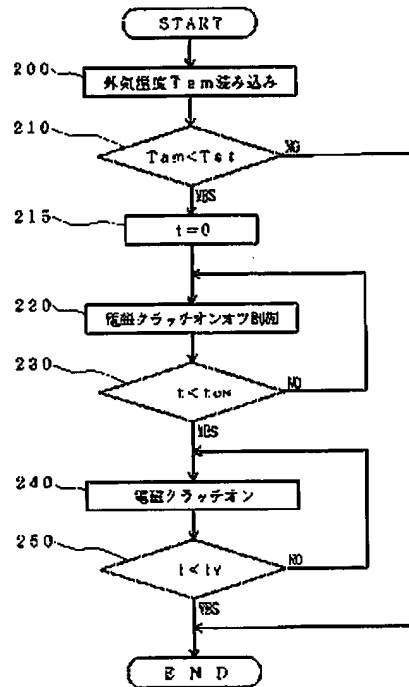 START
200
外気温度Tam読み込み
210
Tam<Tst
NO
YES
215
t=0
220
電磁クラッチオンオフ制御
230
t<tON
NO
YES
240
電磁クラッチオン
250
t<tv
NO
YES
END